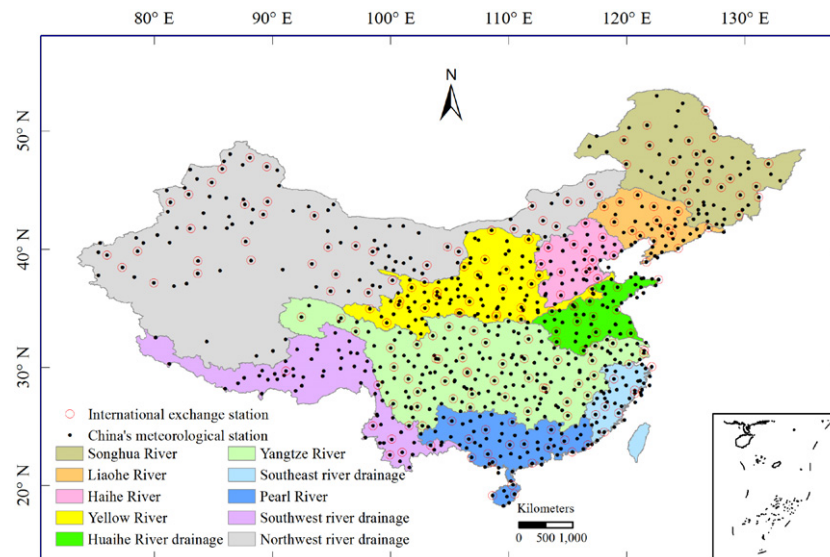 80° E 90° E 100° E 110° E 120° E 130° E
N
50° N
40° N
30° N
20° N
International exchange station
China's meteorological station
Songhua River Yangtze River
Liaohe River Southeast river drainage
Haihe River Pearl River
Yellow River Southwest river drainage
Huaihe River drainage Northwest river drainage
Kilometers
0 500 1,000